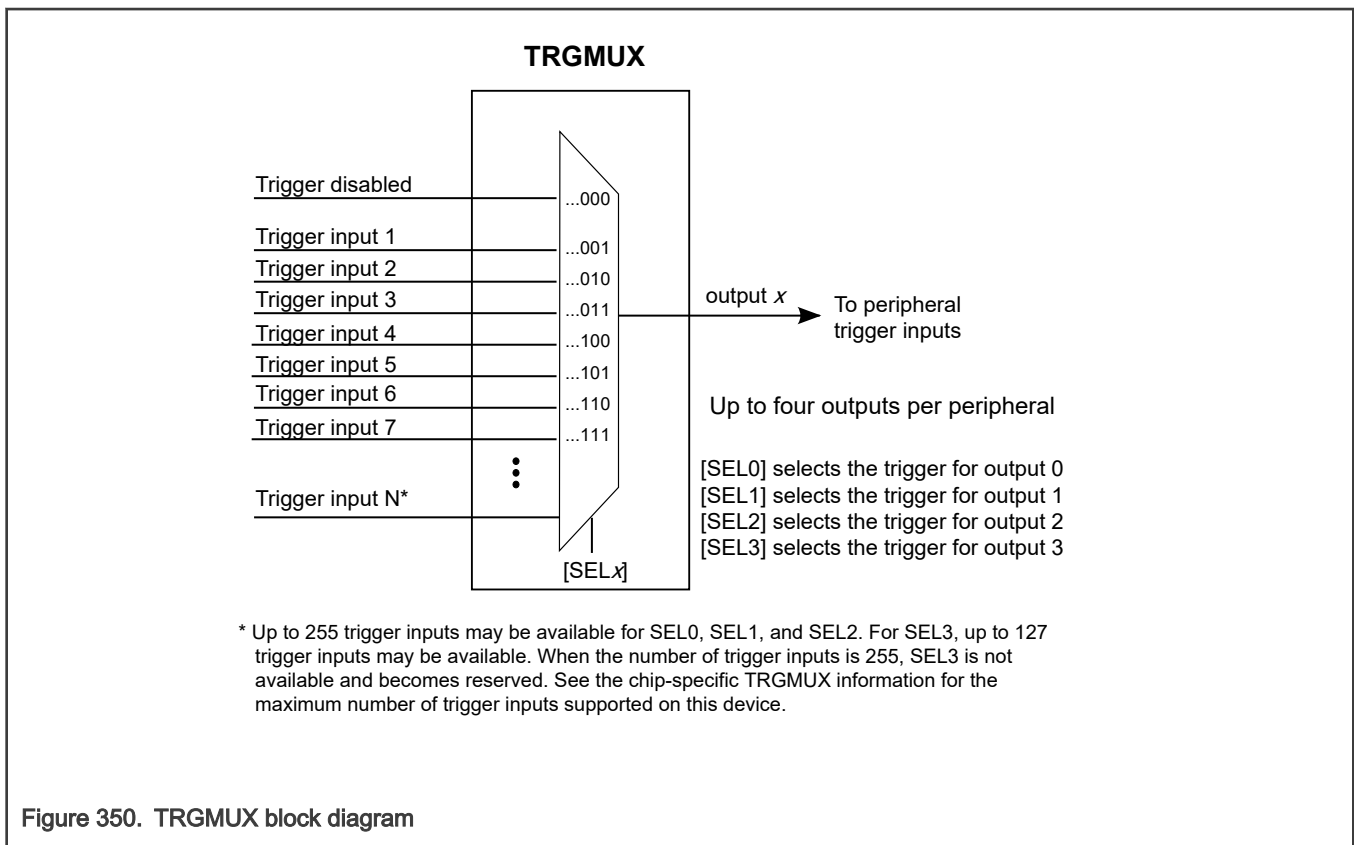 TRGMUX
Trigger disabled
...000
Trigger input 1
...001
Trigger input 2
...010
Trigger input 3
...011
Trigger input 4
...100
Trigger input 5
...101
Trigger input 6
...110
Trigger input 7
...111
Trigger input N*
[SELx]
output x
To peripheral
trigger inputs
Up to four outputs per peripheral
[SEL0] selects the trigger for output 0
[SEL1] selects the trigger for output 1
[SEL2] selects the trigger for output 2
[SEL3] selects the trigger for output 3
* Up to 255 trigger inputs may be available for SEL0, SEL1, and SEL2. For SEL3, up to 127
trigger inputs may be available. When the number of trigger inputs is 255, SEL3 is not
available and becomes reserved. See the chip-specific TRGMUX information for the
maximum number of trigger inputs supported on this device.
Figure 350. TRGMUX block diagram